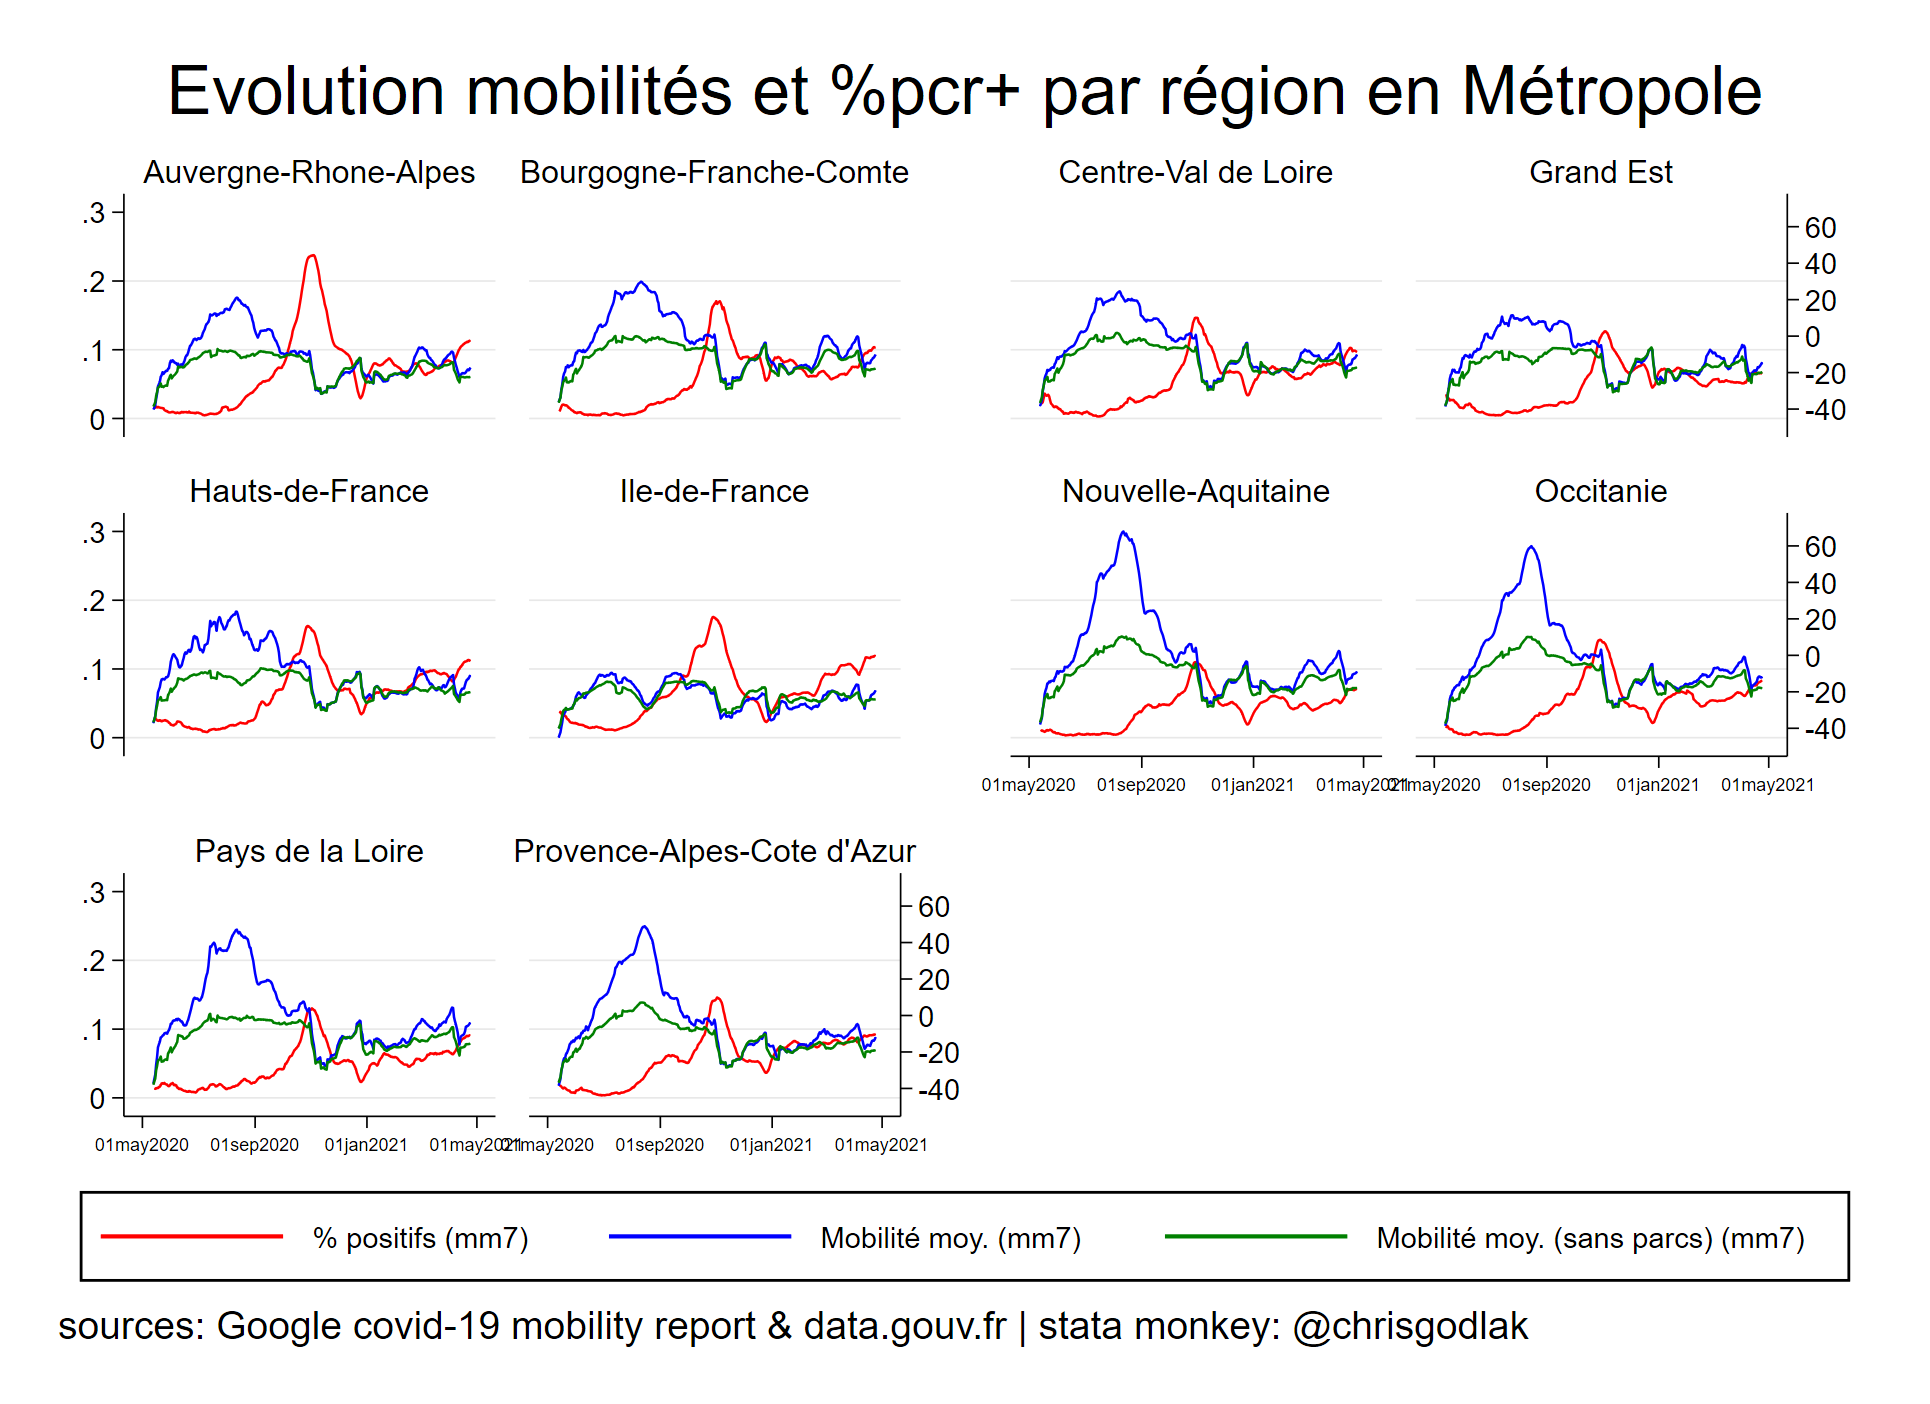 Evolution mobilités et %pcr+ par région en Métropole
Auvergne-Rhone-Alpes
Bourgogne-Franche-Comte
Centre-Val de Loire
Grand Est
.3
.2
.1
0
60
40
20
0
-20
-40
Hauts-de-France
Ile-de-France
Nouvelle-Aquitaine
Occitanie
.3
.2
.1
0
60
40
20
0
-20
-40
01may2020 01sep2020 01jan2021 01may2021
01may2020 01sep2020 01jan2021 01may2021
Pays de la Loire
Provence-Alpes-Cote d'Azur
.3
.2
.1
0
60
40
20
0
-20
-40
01may2020 01sep2020 01jan2021 01may2021
01may2020 01sep2020 01jan2021 01may2021
% positifs (mm7)
Mobilité moy. (mm7)
Mobilité moy. (sans parcs) (mm7)
sources: Google covid-19 mobility report & data.gouv.fr | stata monkey: @chrisgodlak